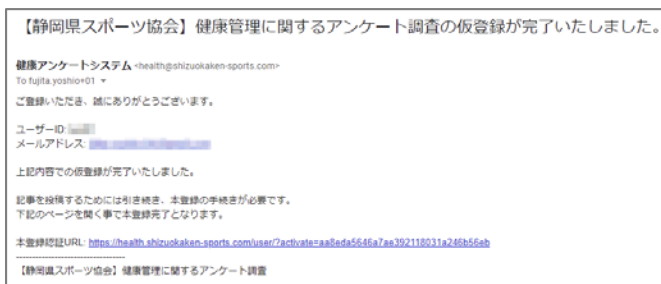 【静岡県スポーツ協会】健康管理に関するアンケート調査の仮登録が完了いたしました。
健康アンケートシステム <health@shizuokaken-sports.com>
To fujita.yoshio+01
ご登録いただき、誠にありがとうございます。
ユーザーID:
メールアドレス:
上記内容での仮登録が完了いたしました。
記事を投稿するためには引き続き、本登録の手続きが必要です。
下記のページを開く事で本登録完了となります。
本登録認証URL: https://health.shizuokaken-sports.com/user/?activate=aa8eda5646a7ae392118031a246b56eb
--------------------------------
【静岡県スポーツ協会】健康管理に関するアンケート調査